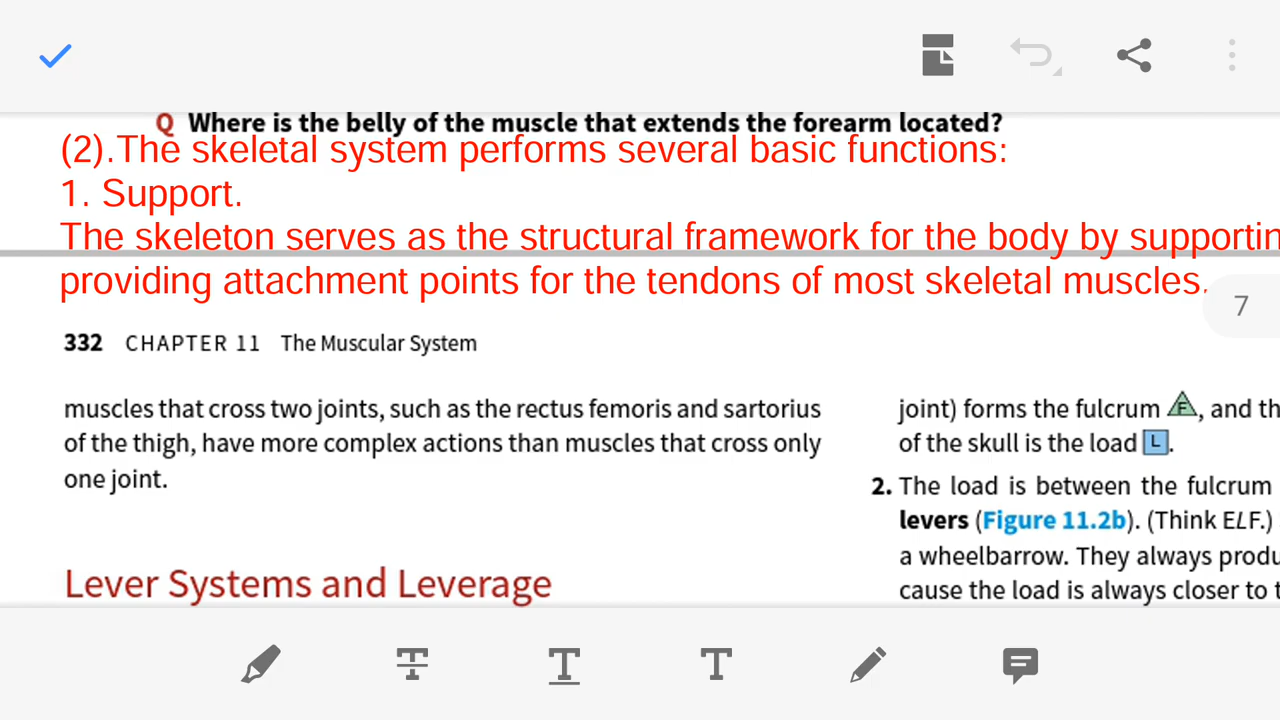 Q Where is the belly of the muscle that extends the forearm located?
(2).The skeletal system performs several basic functions:
1. Support.
The skeleton serves as the structural framework for the body by supportin
providing attachment points for the tendons of most skeletal muscles.
7
332 CHAPTER 11 The Muscular System
muscles that cross two joints, such as the rectus femoris and sartorius
of the thigh, have more complex actions than muscles that cross only
one joint.
Lever Systems and Leverage
joint) forms the fulcrum F, and th
of the skull is the load L.
2. The load is between the fulcrum
levers (Figure 11.2b). (Think ELF.)
a wheelbarrow. They always produ
cause the load is always closer to t